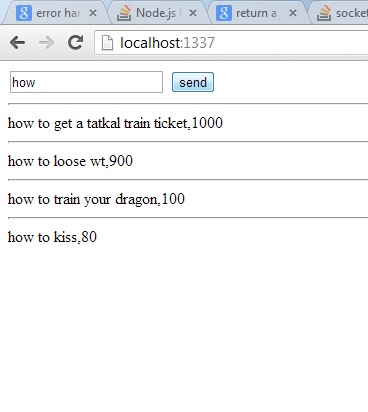 error har
Node.js
return a
socket
localhost:1337
how send
how to get a tatkal train ticket,1000
how to loose wt,900
how to train your dragon,100
how to kiss,80